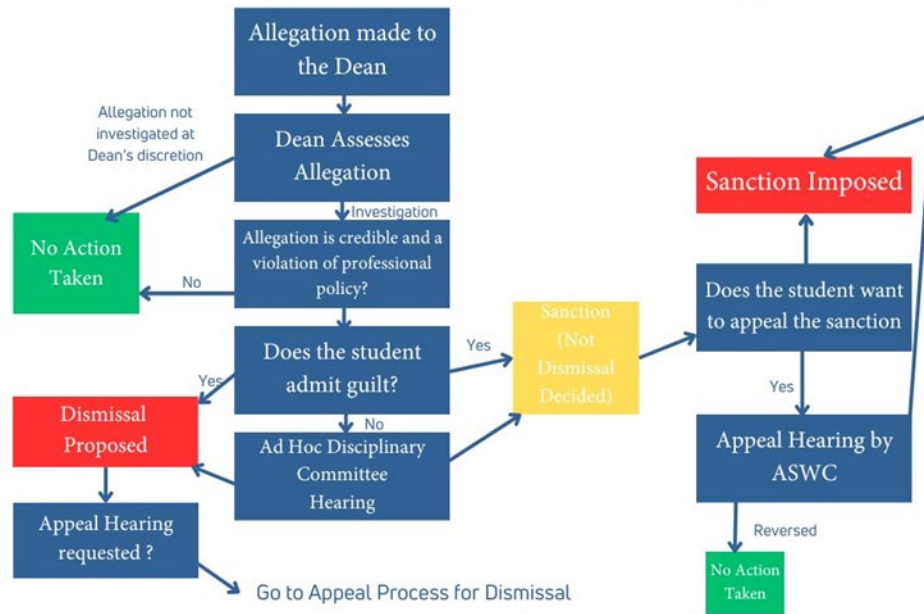 Allegation made to
the Dean
Allegation not
investigated at
Dean's discretion
Dean Assesses
Allegation
Investigation
No Action
Taken
Allegation is credible and a
violation of professional
policy?
No
Does the student
admit guilt?
Yes
Yes
No
Dismissal
Proposed
Ad Hoc Disciplinary
Committee
Hearing
Appeal Hearing
requested ?
Go to Appeal Process for Dismissal
Sanction
(Not
Dismissal
Decided)
Sanction Imposed
Does the student want
to appeal the sanction
Yes
Appeal Hearing by
ASWC
Reversed
No Action
Taken